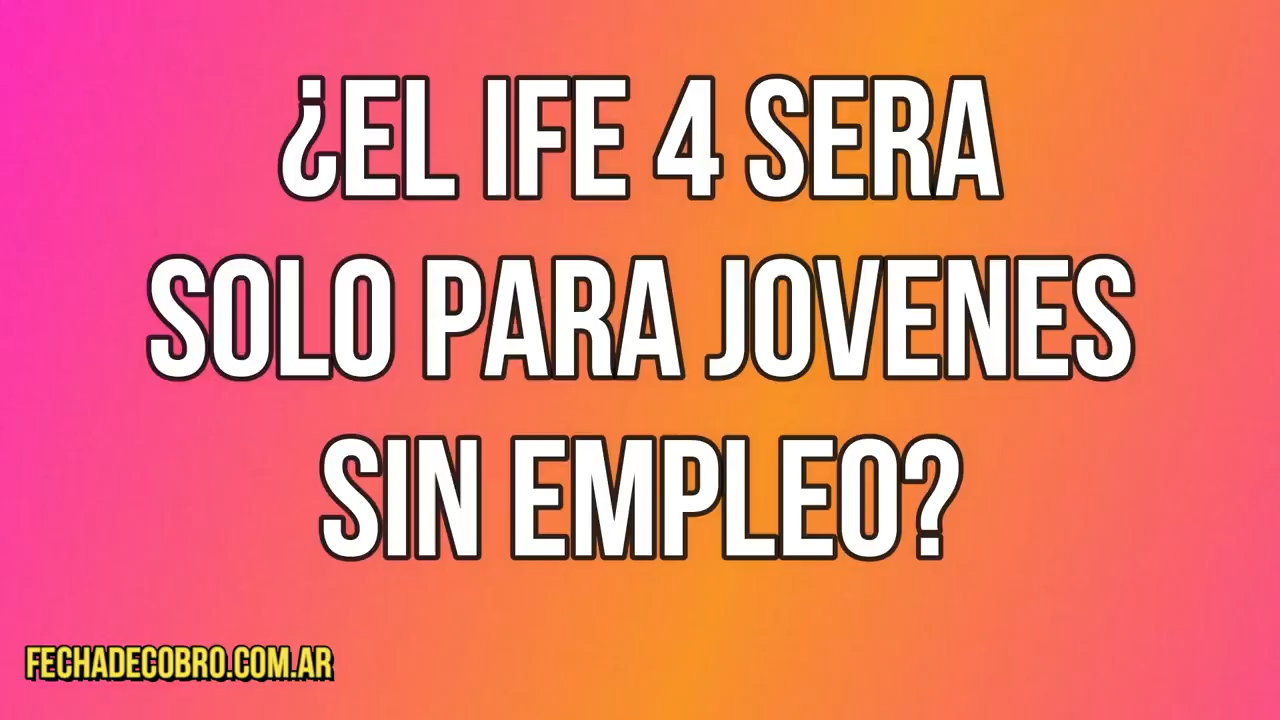 ¿EL IFE 4 SERA
SOLO PARA JOVENES
SIN EMPLEO?
FECHADECOBRO.COM.AR